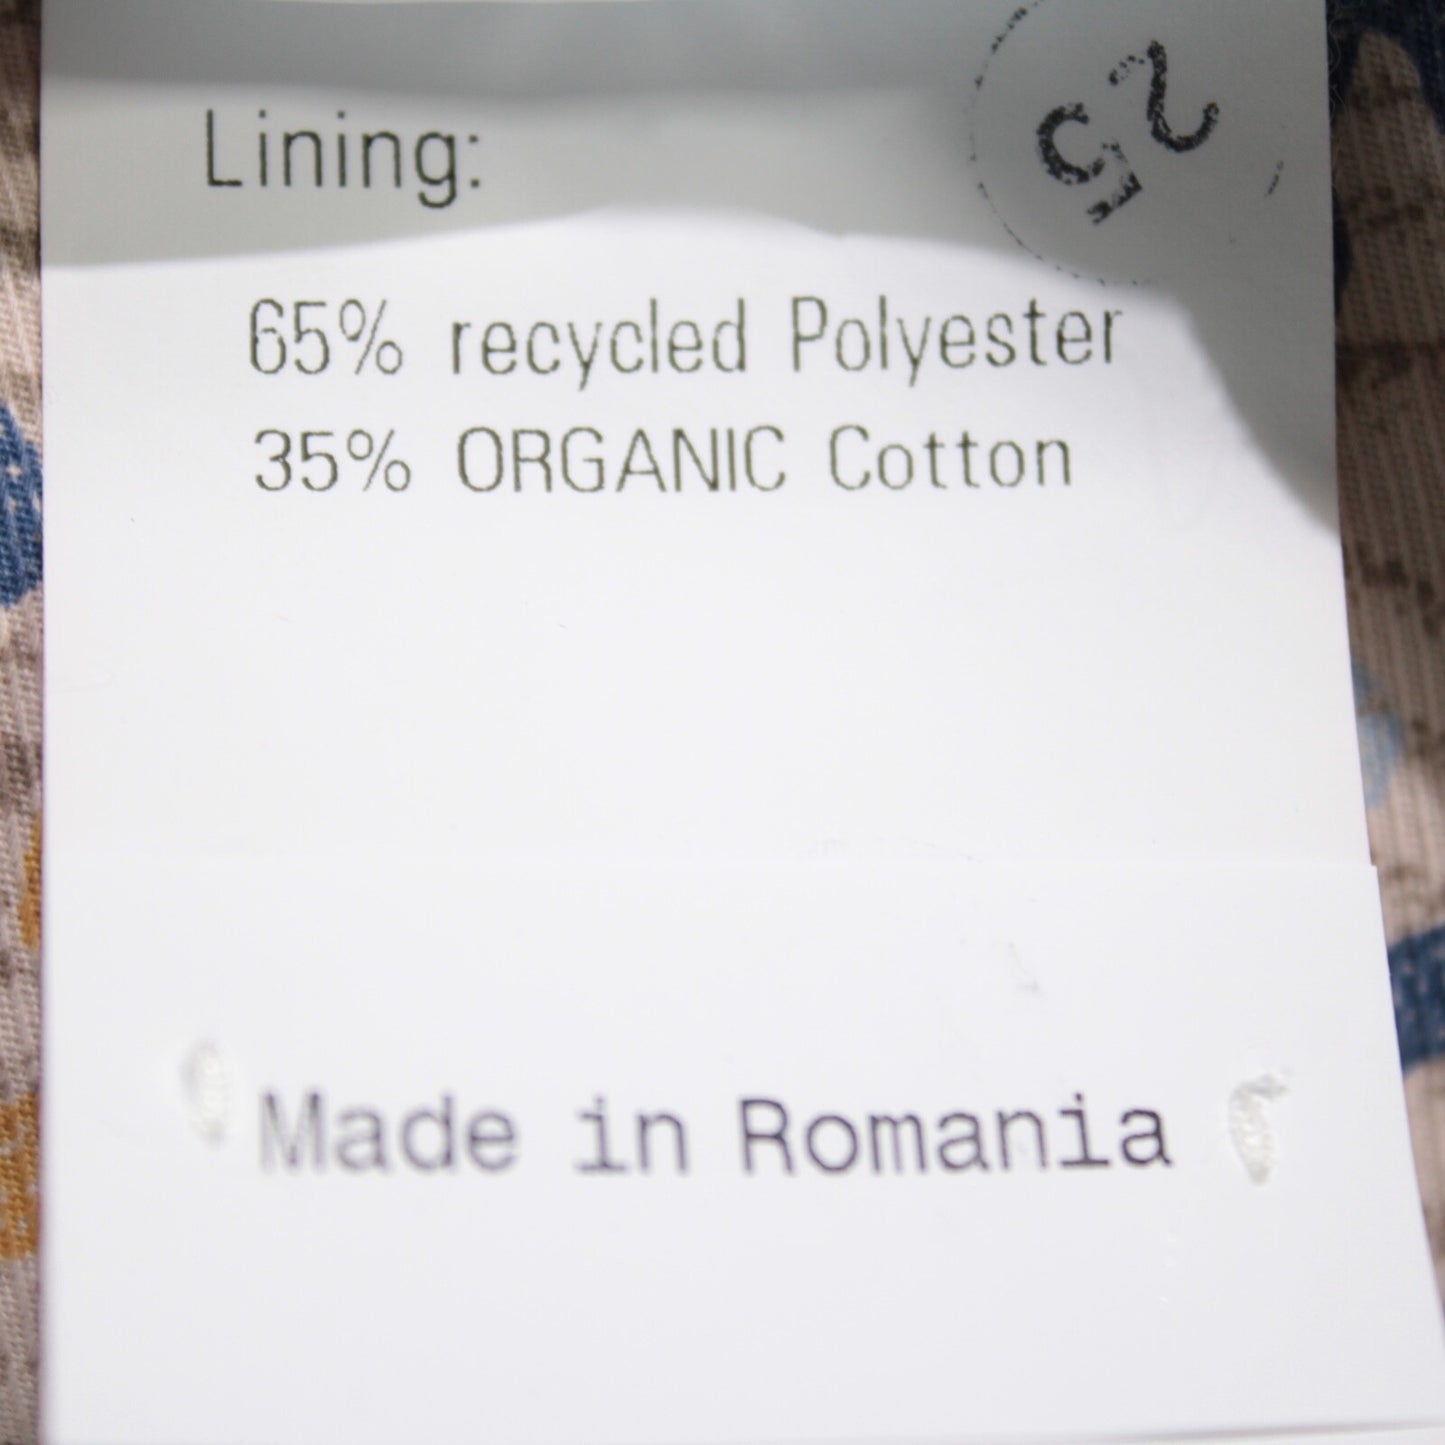 25
Lining:
65% recycled Polyester
35% ORGANIC Cotton
Made in Romania